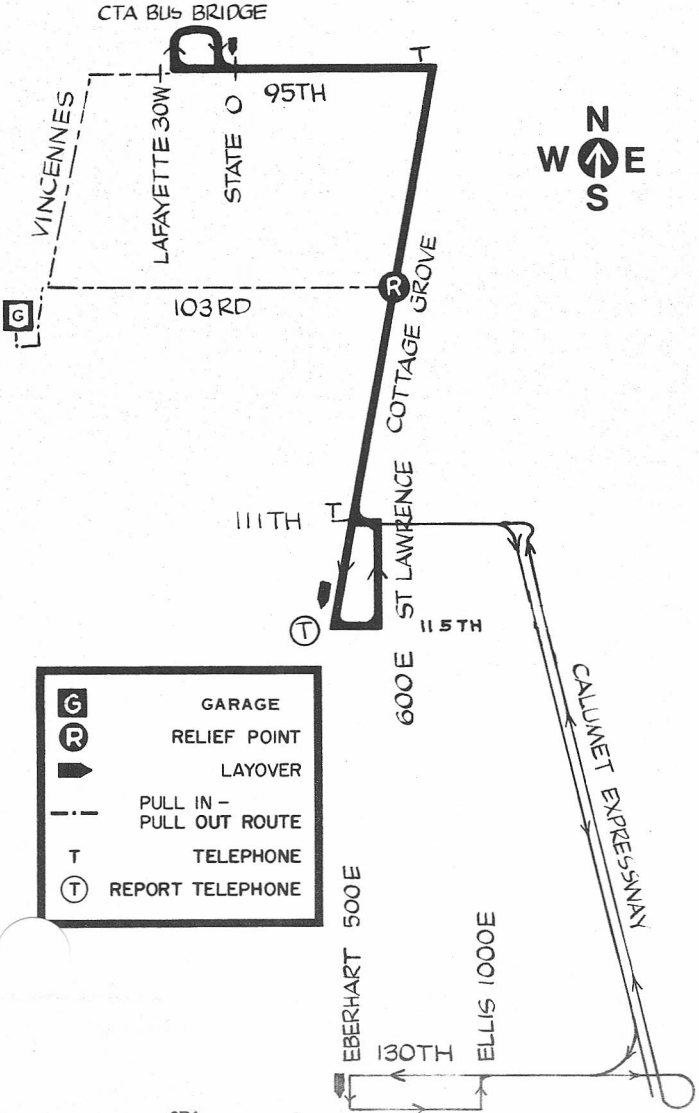 CTA BUS BRIDGE
T
95TH
N
W E
S
VINCENNES
LAFAYETTE 30W
STATE O
G
103RD
R
COTTAGE GROVE
111TH
T
ST LAWRENCE
600E
T
115TH
CALUMET EXPRESSWAY
G GARAGE
R RELIEF POINT
LAYOVER
PULL IN –
PULL OUT ROUTE
T TELEPHONE
T REPORT TELEPHONE
EBERHART 500E
ELLIS 1000E
130TH